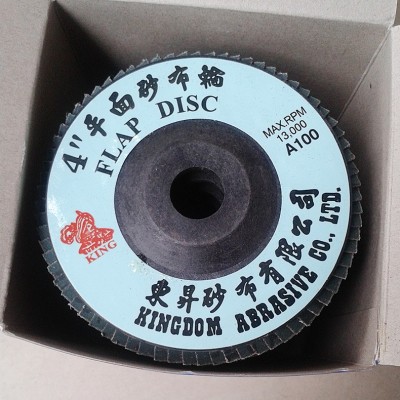 4"平面砂布輪
FLAP DISC
MAX.RPM
13,000
A100
KING
東昇砂布有限公司
KINGDOM ABRASIVE CO., LTD.